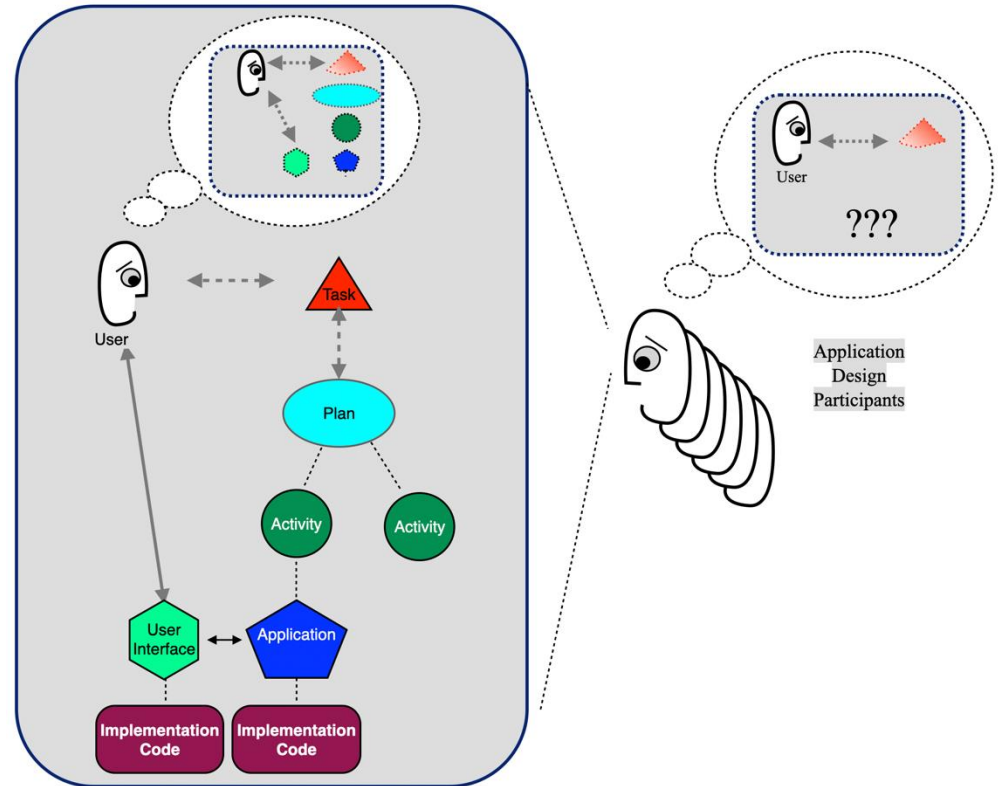 User
???
User
Task
Application
Design
Participants
Plan
Activity
Activity
User
Interface
Application
Implementation
Code
Implementation
Code